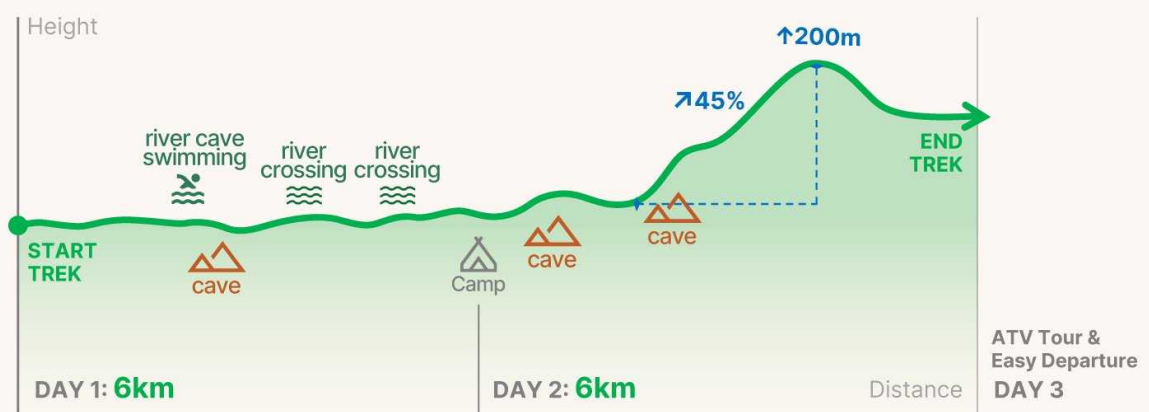 Height
↑200m
↗45%
river cave
swimming
river
crossing
river
crossing
START
TREK
cave
Camp
cave
cave
END
TREK
DAY 1: 6km
DAY 2: 6km
Distance
ATV Tour &
Easy Departure
DAY 3